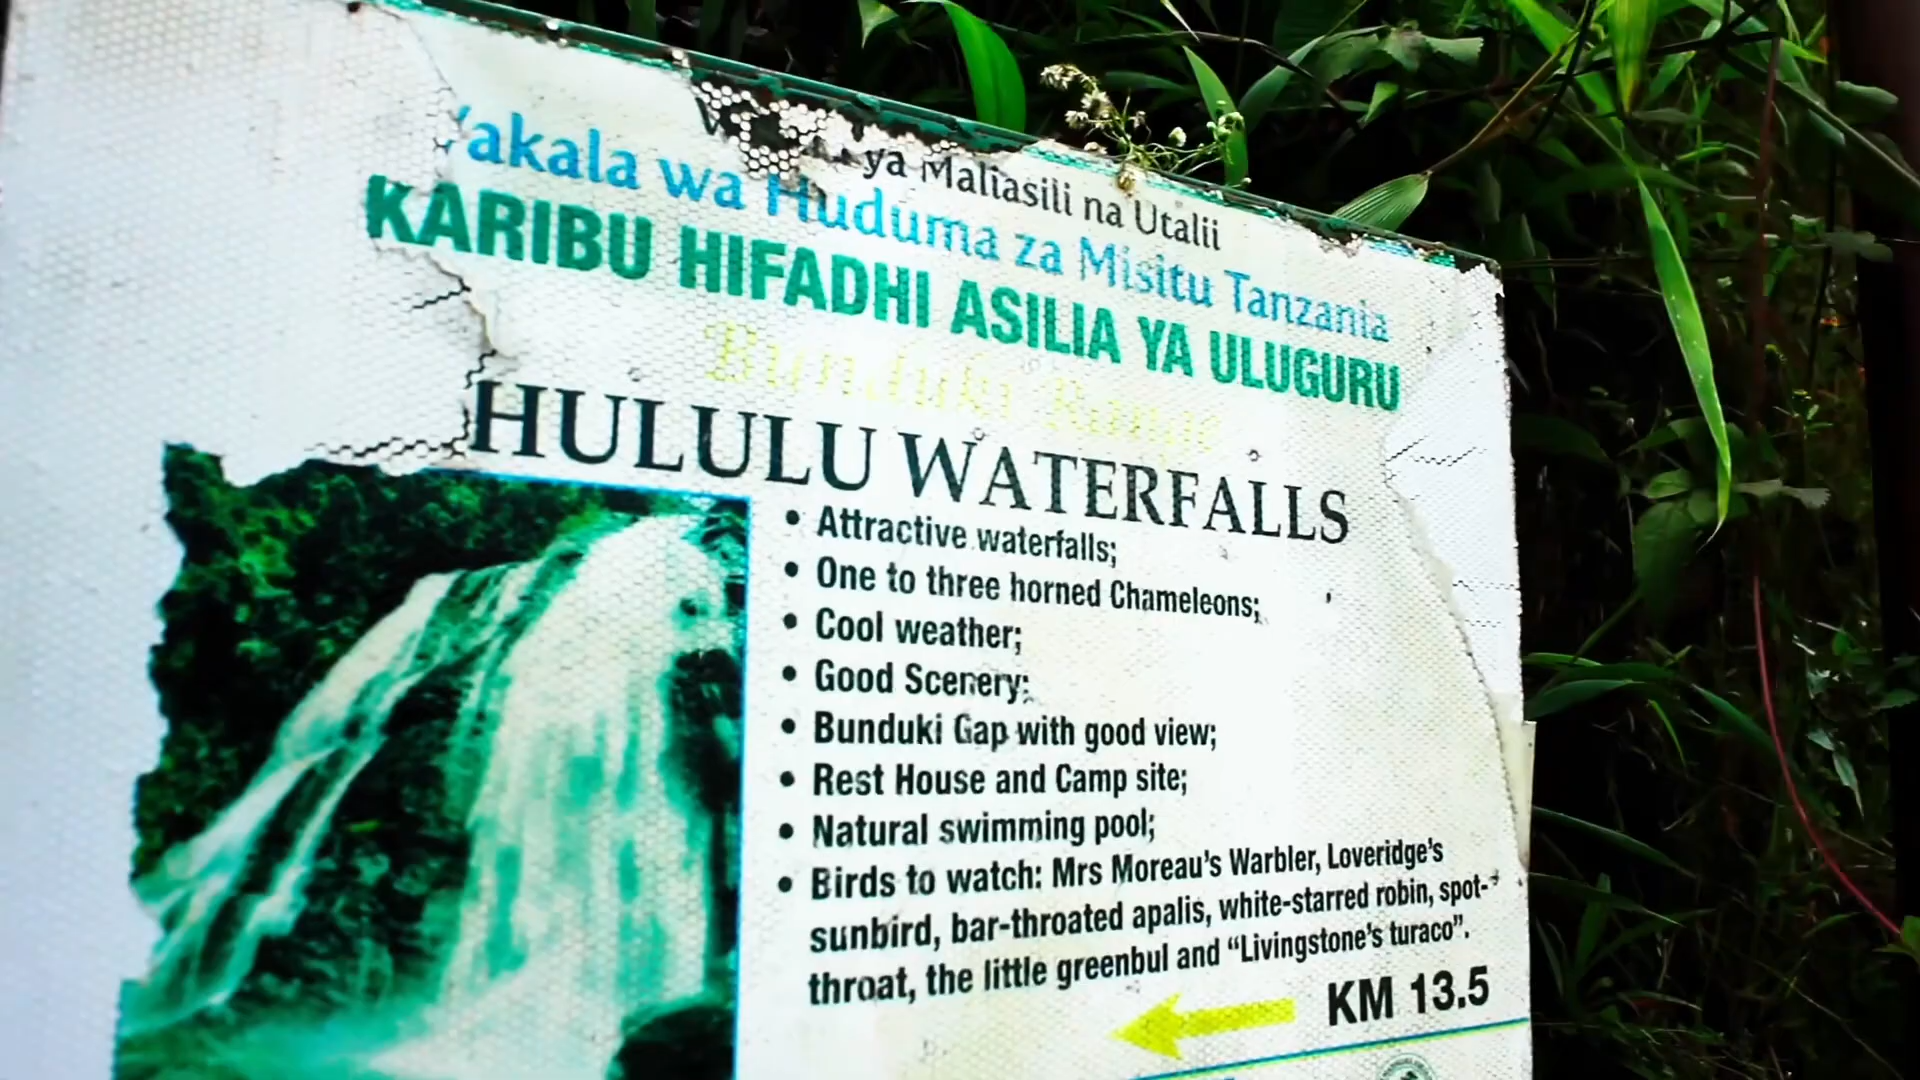 ya Maliasili na Utalii
Wakala wa Huduma za Misitu Tanzania
KARIBU HIFADHI ASILIA YA ULUGURU
Bunduki Range
HULULU WATERFALLS
• Attractive waterfalls;
• One to three horned Chameleons;
• Cool weather;
• Good Scenery;
• Bunduki Gap with good view;
• Rest House and Camp site;
• Natural swimming pool;
• Birds to watch: Mrs Moreau's Warbler, Loveridge's
sunbird, bar-throated apalis, white-starred robin, spot-
throat, the little greenbul and “Livingstone's turaco”.
KM 13.5